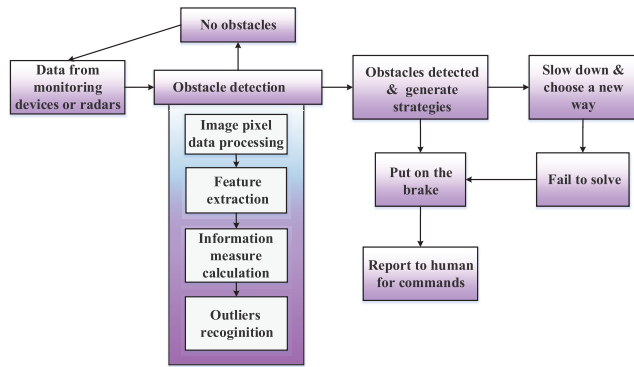 No obstacles
Data from
monitoring
devices or radars
Obstacle detection
Obstacles detected
& generate
strategies
Slow down &
choose a new
way
Image pixel
data processing
Feature
extraction
Information
measure
calculation
Outliers
recoginition
Put on the
brake
Fail to solve
Report to human
for commands